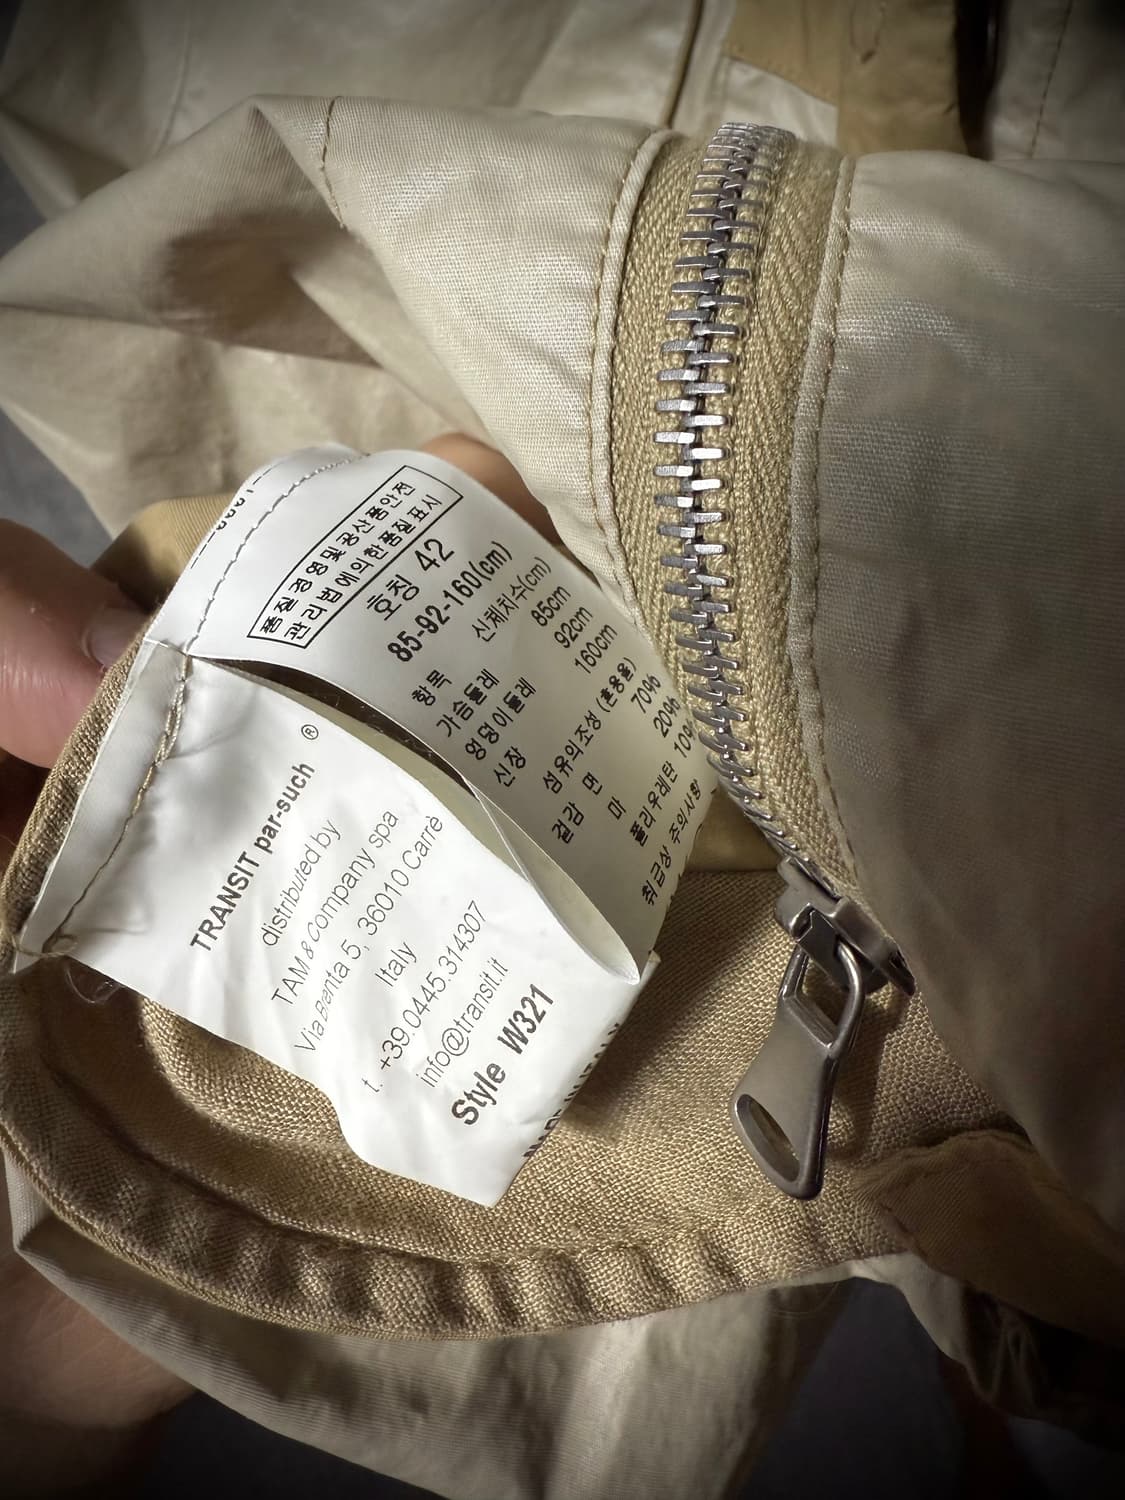 품질경영및공산품안전
관리법에의한품질표시
호칭 42
85-92-160(cm)
항목 신체치수(cm)
가슴둘레 85cm
엉덩이둘레 92cm
신장 160cm
섬유의조성 (혼용율)
겉감 면 70%
마 20%
폴리우레탄 10%
취급상 주의사항
TRANSIT par-such ®
distributed by
TAM & Company spa
Via Brenta 5, 36010 Carrè
Italy
t. +39.0445.314307
info@transit.it
Style W321